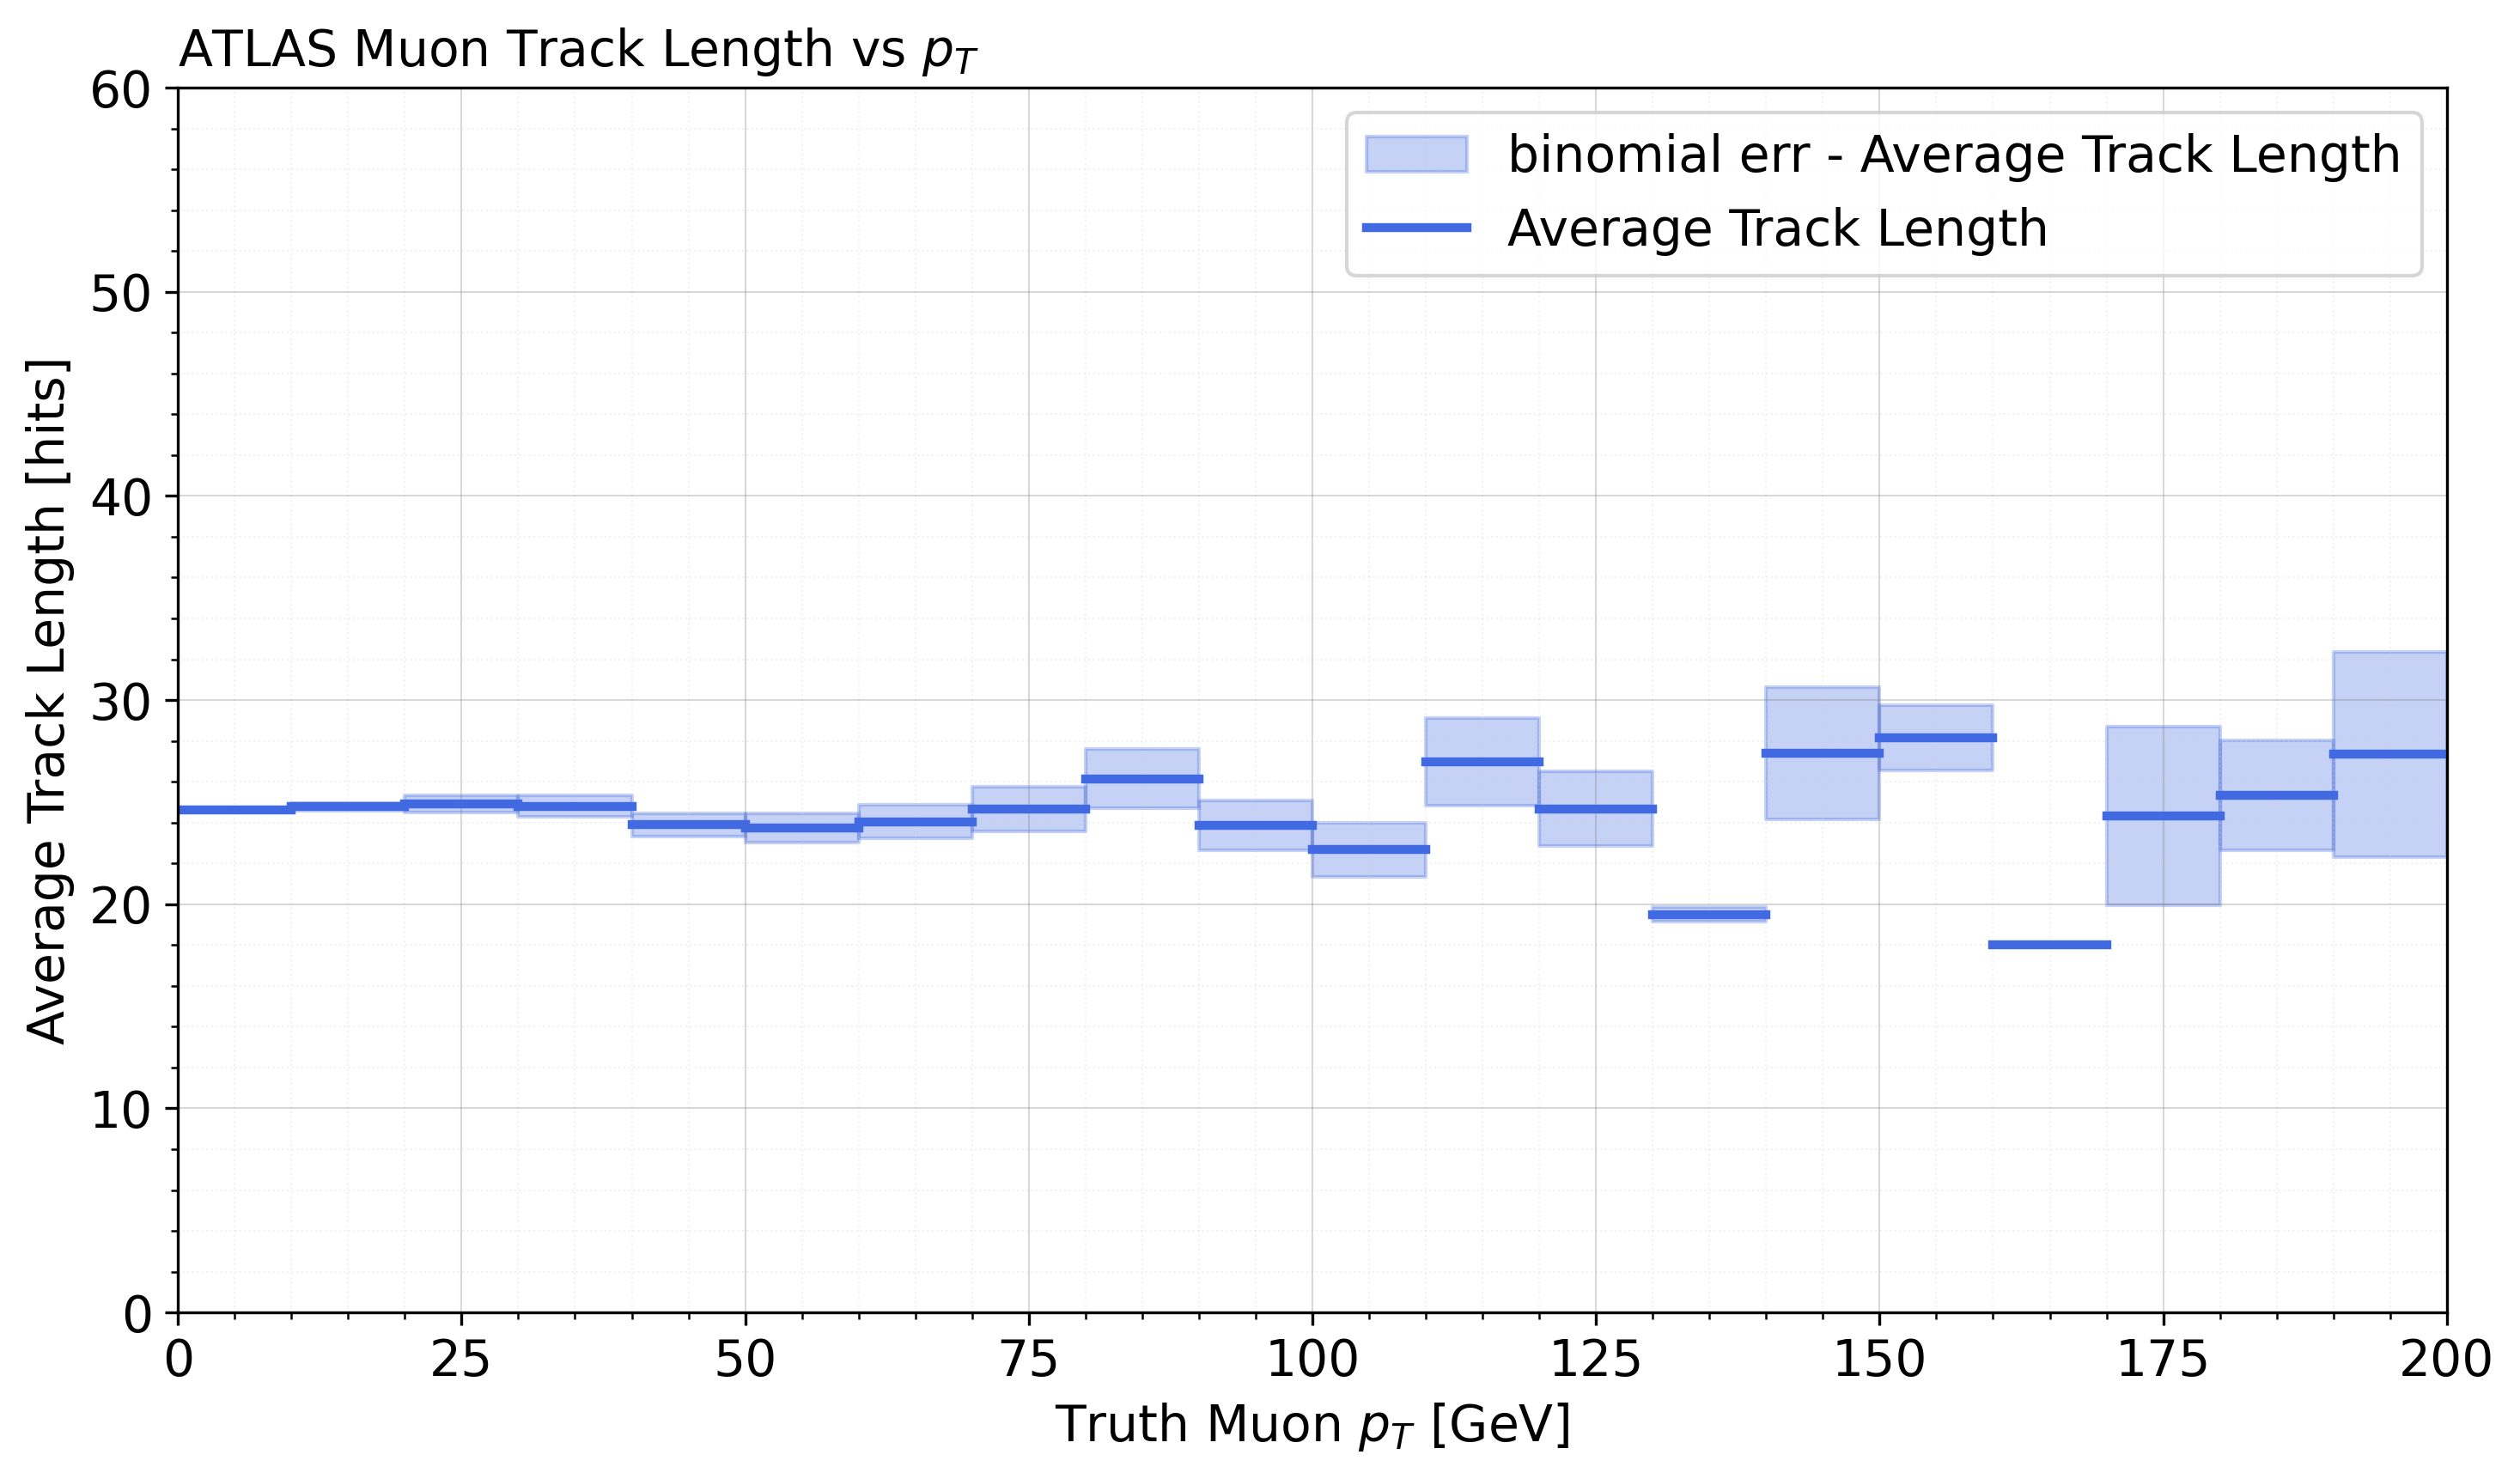 ATLAS Muon Track Length vs p_T
binomial err - Average Track Length
Average Track Length
Average Track Length [hits]
60
50
40
30
20
10
0
0 25 50 75 100 125 150 175 200
Truth Muon p_T [GeV]